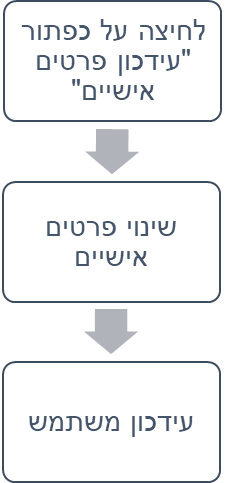 לחיצה על כפתור
"עידכון פרטים
אישיים"
שינוי פרטים
אישיים
עידכון משתמש